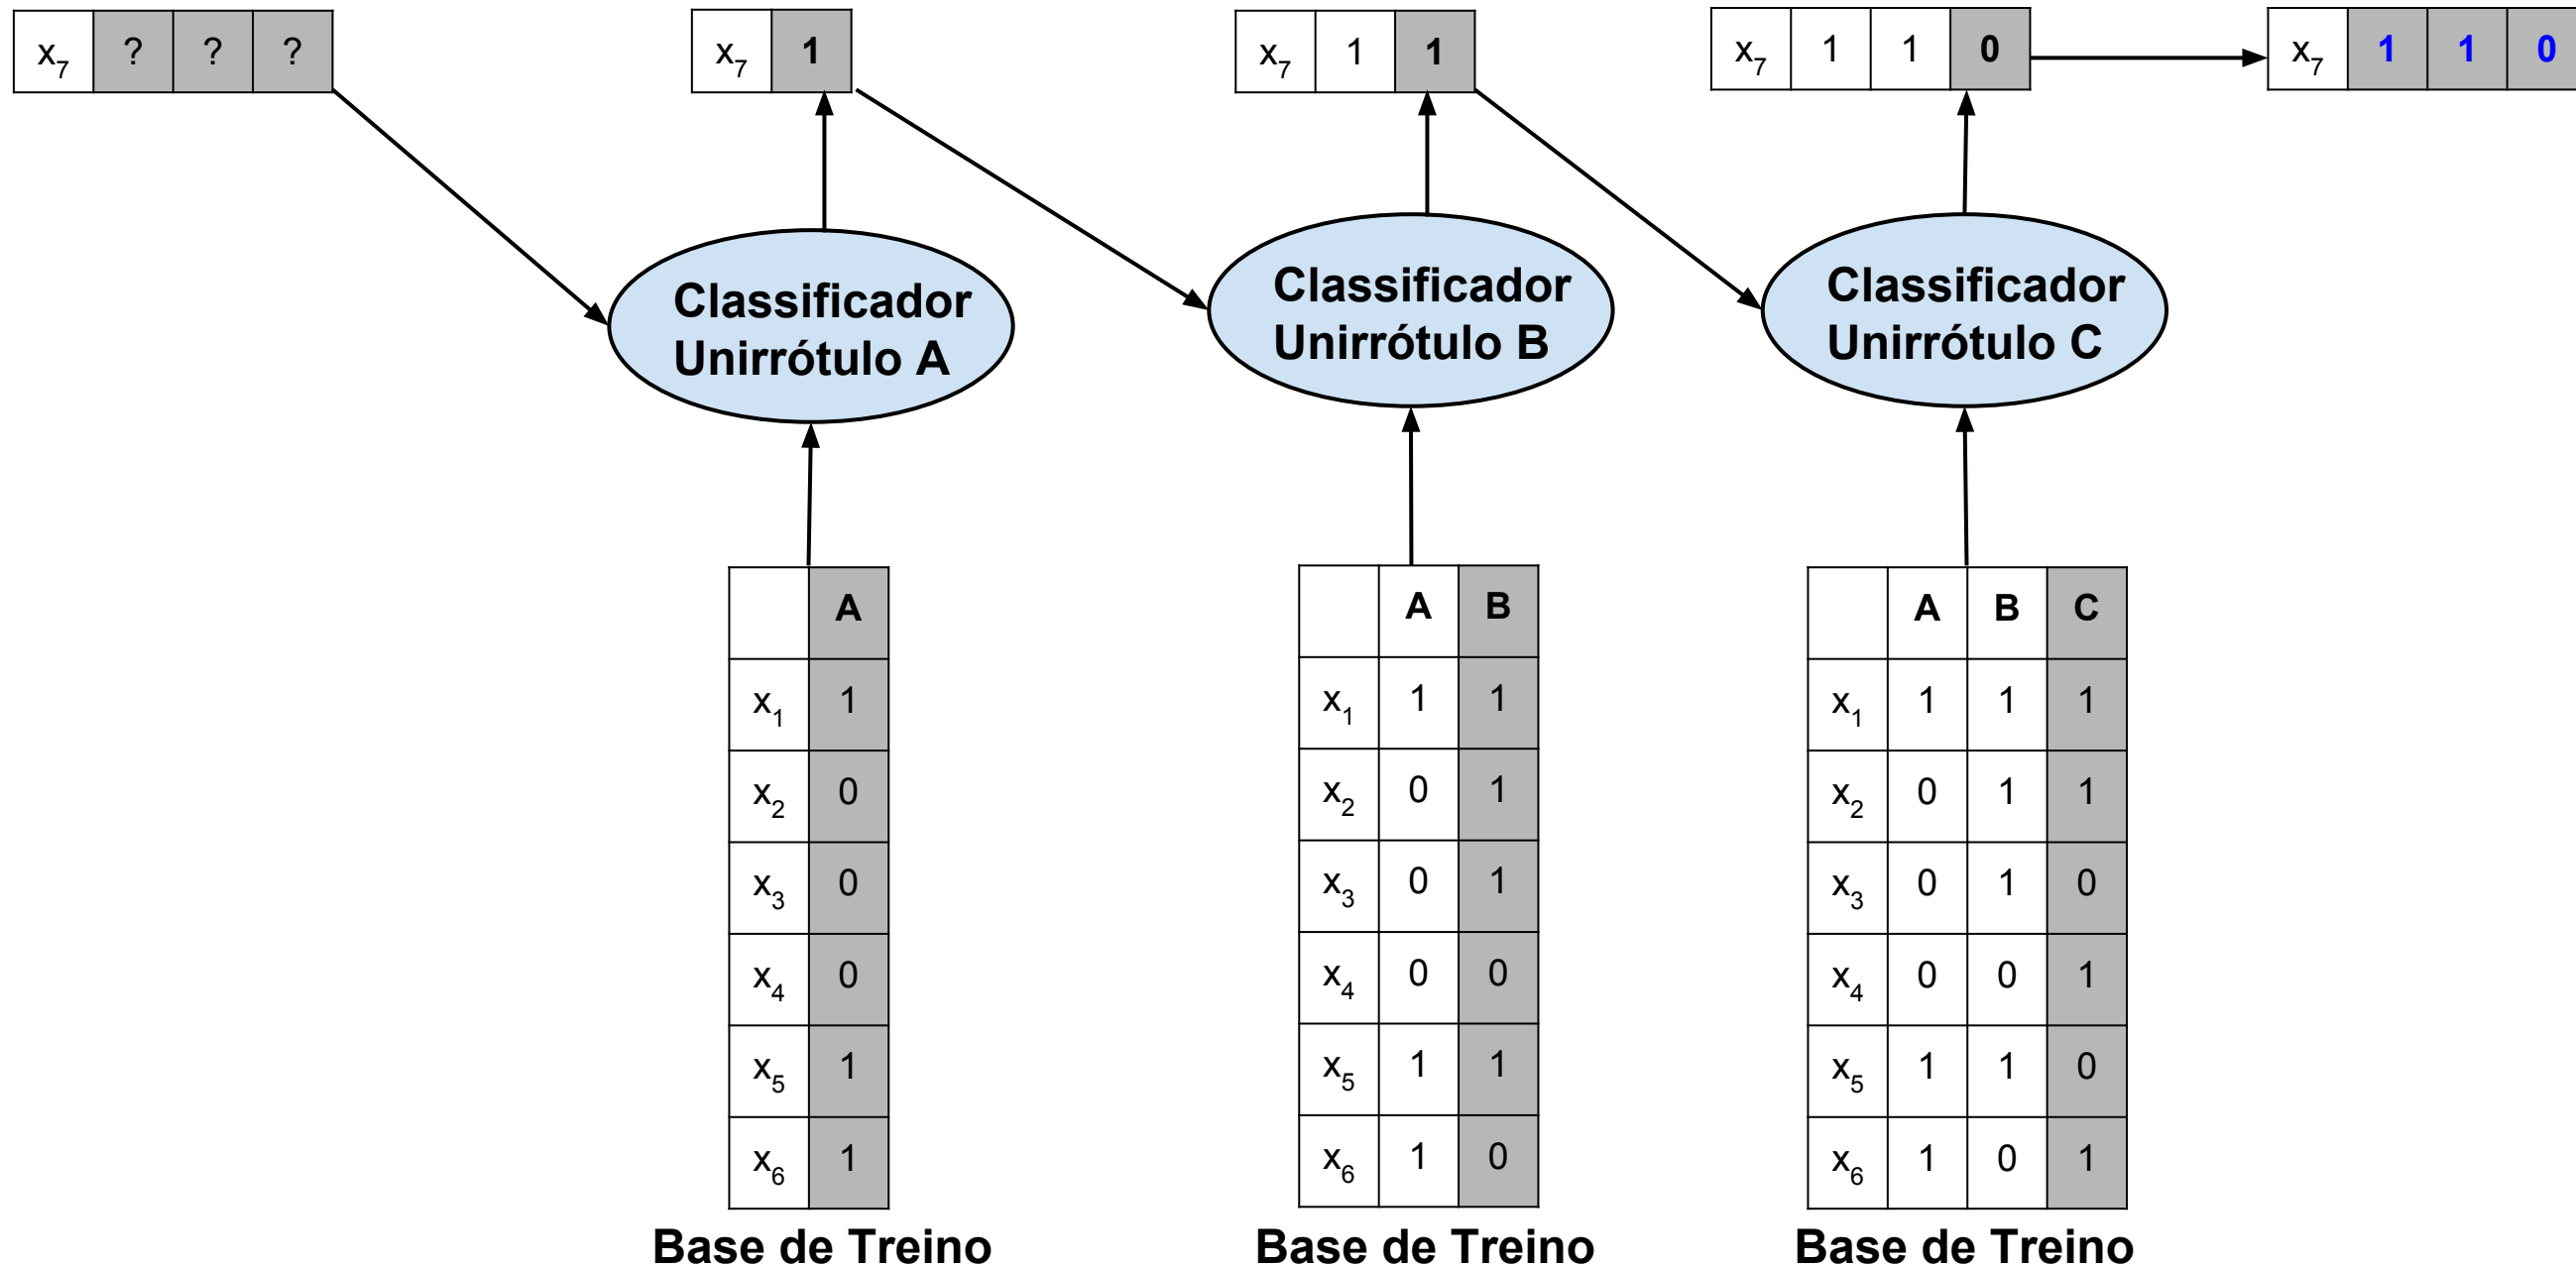 x7 ? ? ?
x7 1
x7 1 1
x7 1 1 0
x7 1 1 0
Classificador
Unirrótulo A
Classificador
Unirrótulo B
Classificador
Unirrótulo C
A
x1 1
x2 0
x3 0
x4 0
x5 1
x6 1
Base de Treino
A B
x1 1 1
x2 0 1
x3 0 1
x4 0 0
x5 1 1
x6 1 0
Base de Treino
A B C
x1 1 1 1
x2 0 1 1
x3 0 1 0
x4 0 0 1
x5 1 1 0
x6 1 0 1
Base de Treino